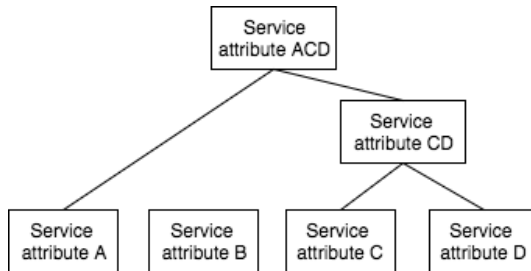 Service
attribute ACD
Service
attribute CD
Service
attribute A
Service
attribute B
Service
attribute C
Service
attribute D